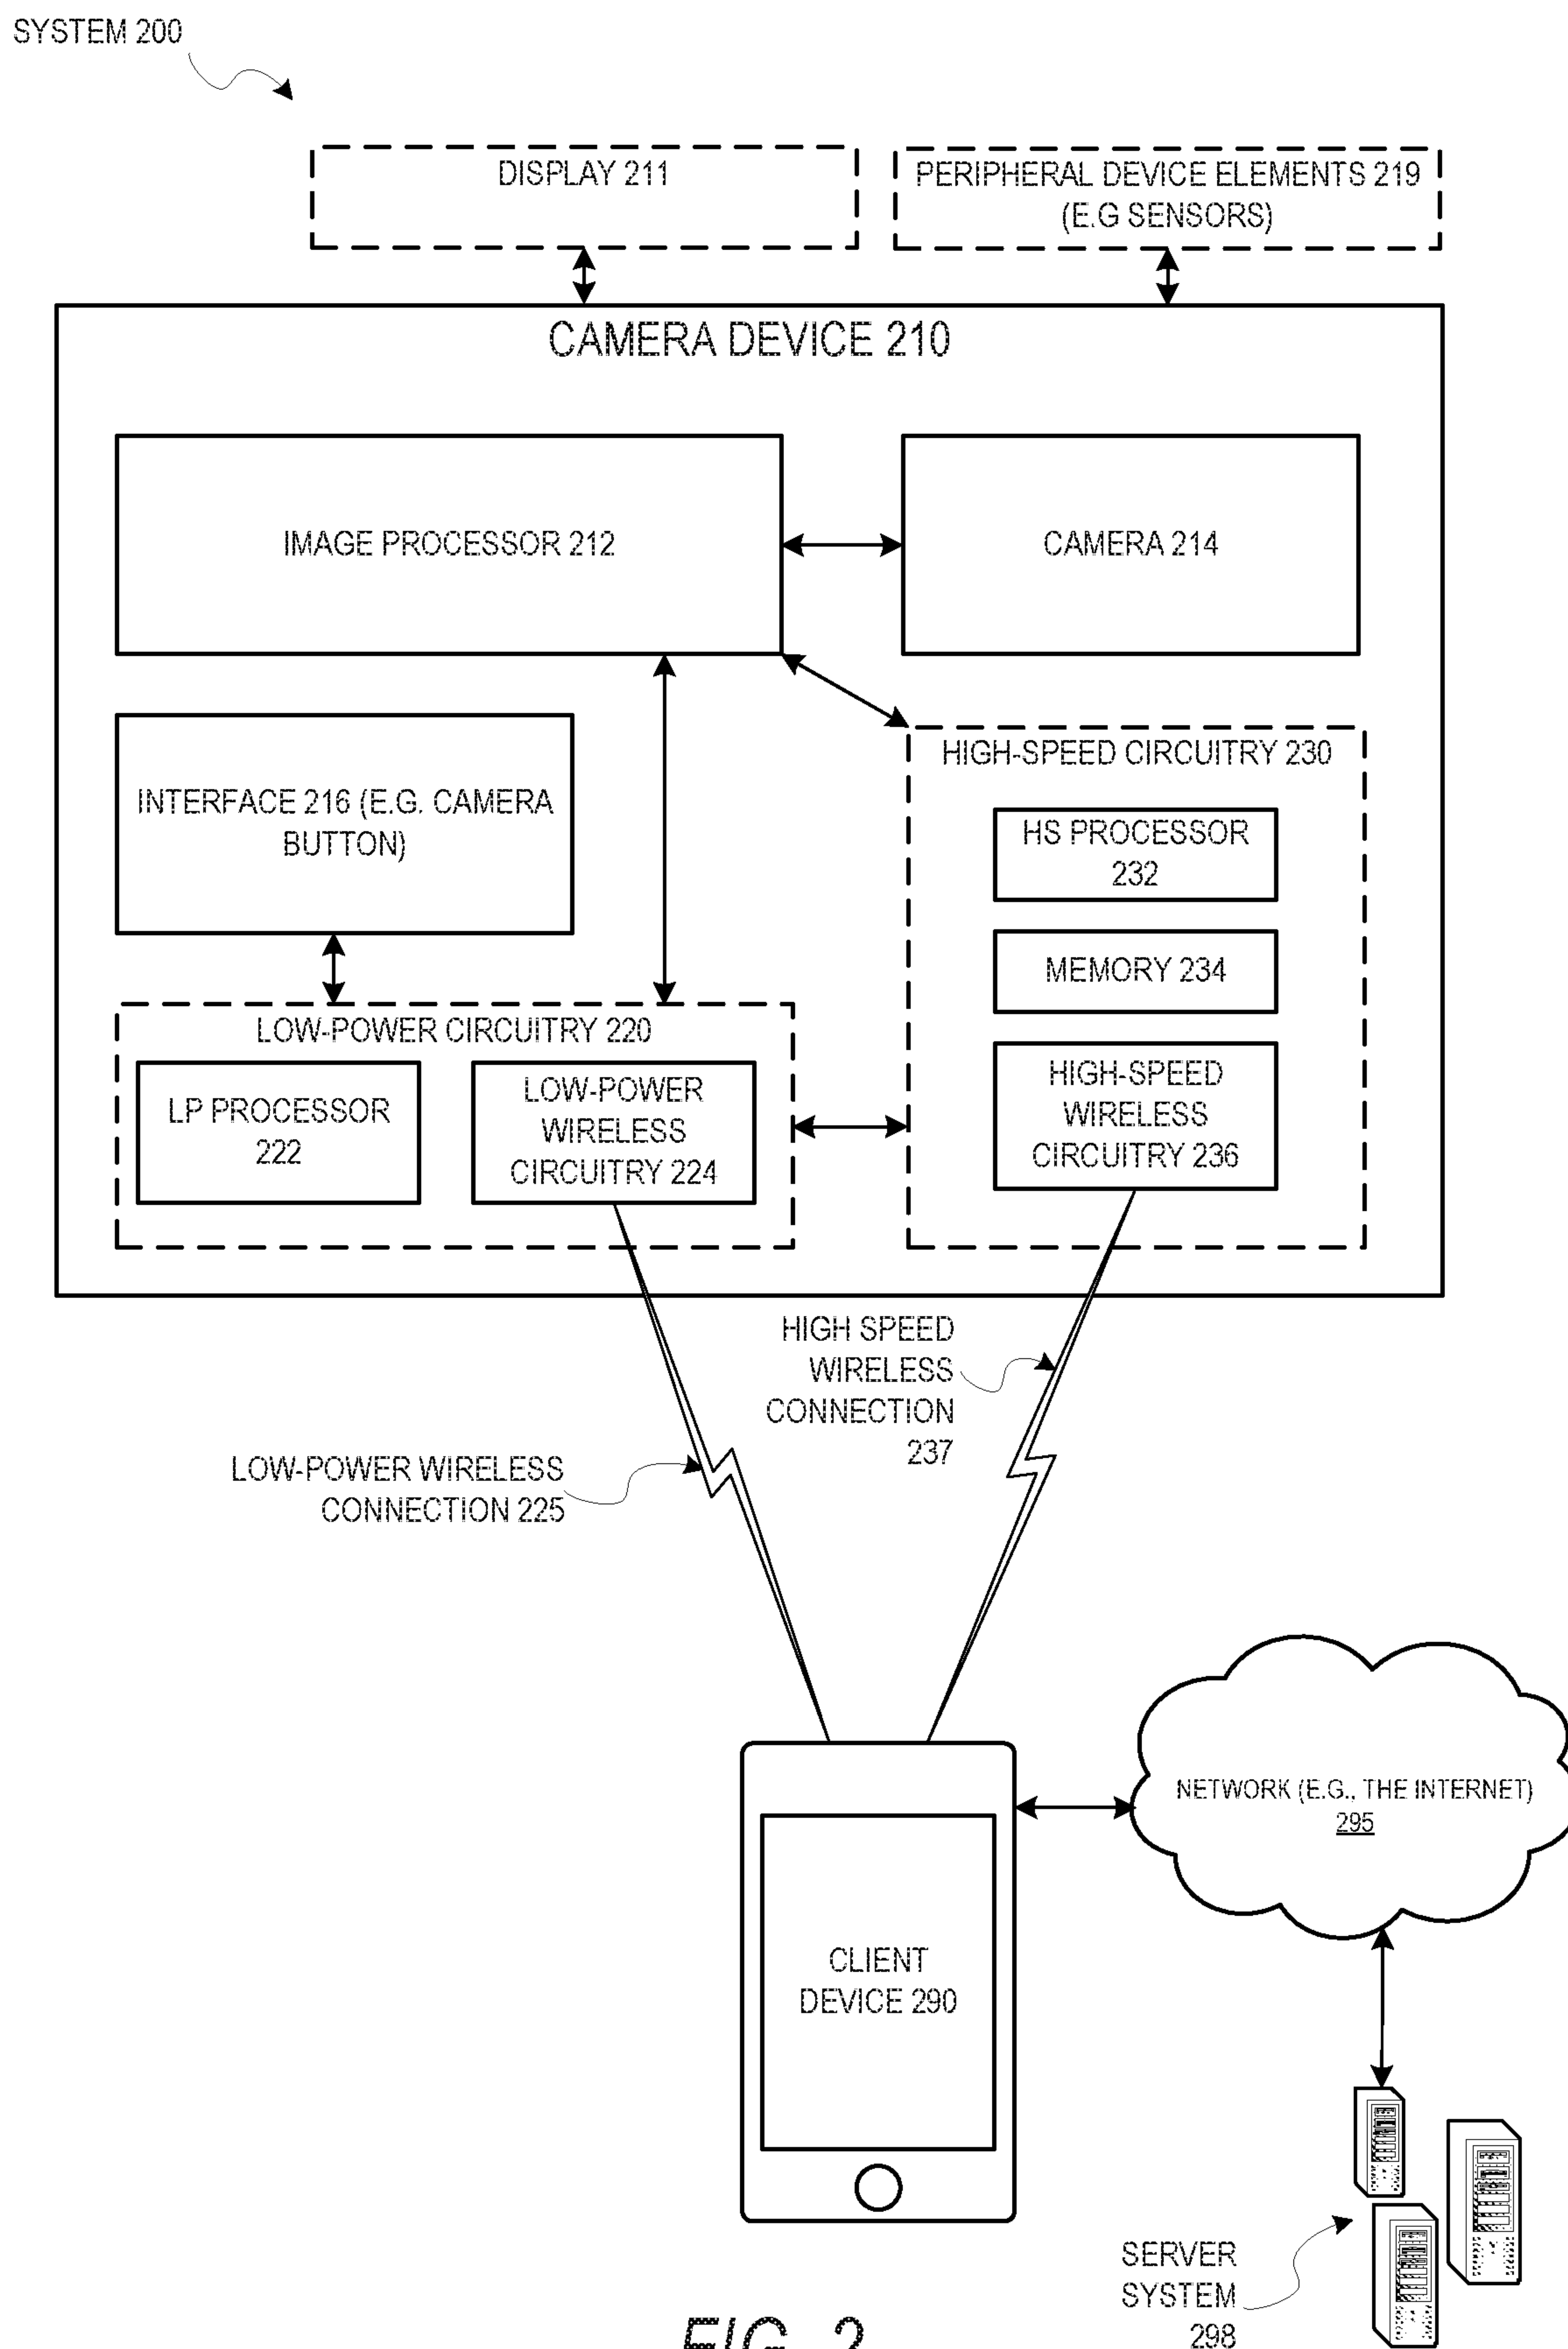 SYSTEM 200
DISPLAY 211
PERIPHERAL DEVICE ELEMENTS 219
(E.G SENSORS)
CAMERA DEVICE 210
IMAGE PROCESSOR 212
CAMERA 214
INTERFACE 216 (E.G. CAMERA
BUTTON)
HIGH-SPEED CIRCUITRY 230
HS PROCESSOR
232
MEMORY 234
HIGH-SPEED
WIRELESS
CIRCUITRY 236
LOW-POWER CIRCUITRY 220
LP PROCESSOR
222
LOW-POWER
WIRELESS
CIRCUITRY 224
HIGH SPEED
WIRELESS
CONNECTION
237
LOW-POWER WIRELESS
CONNECTION 225
NETWORK (E.G., THE INTERNET)
295
CLIENT
DEVICE 290
SERVER
SYSTEM
298
FIG. 2